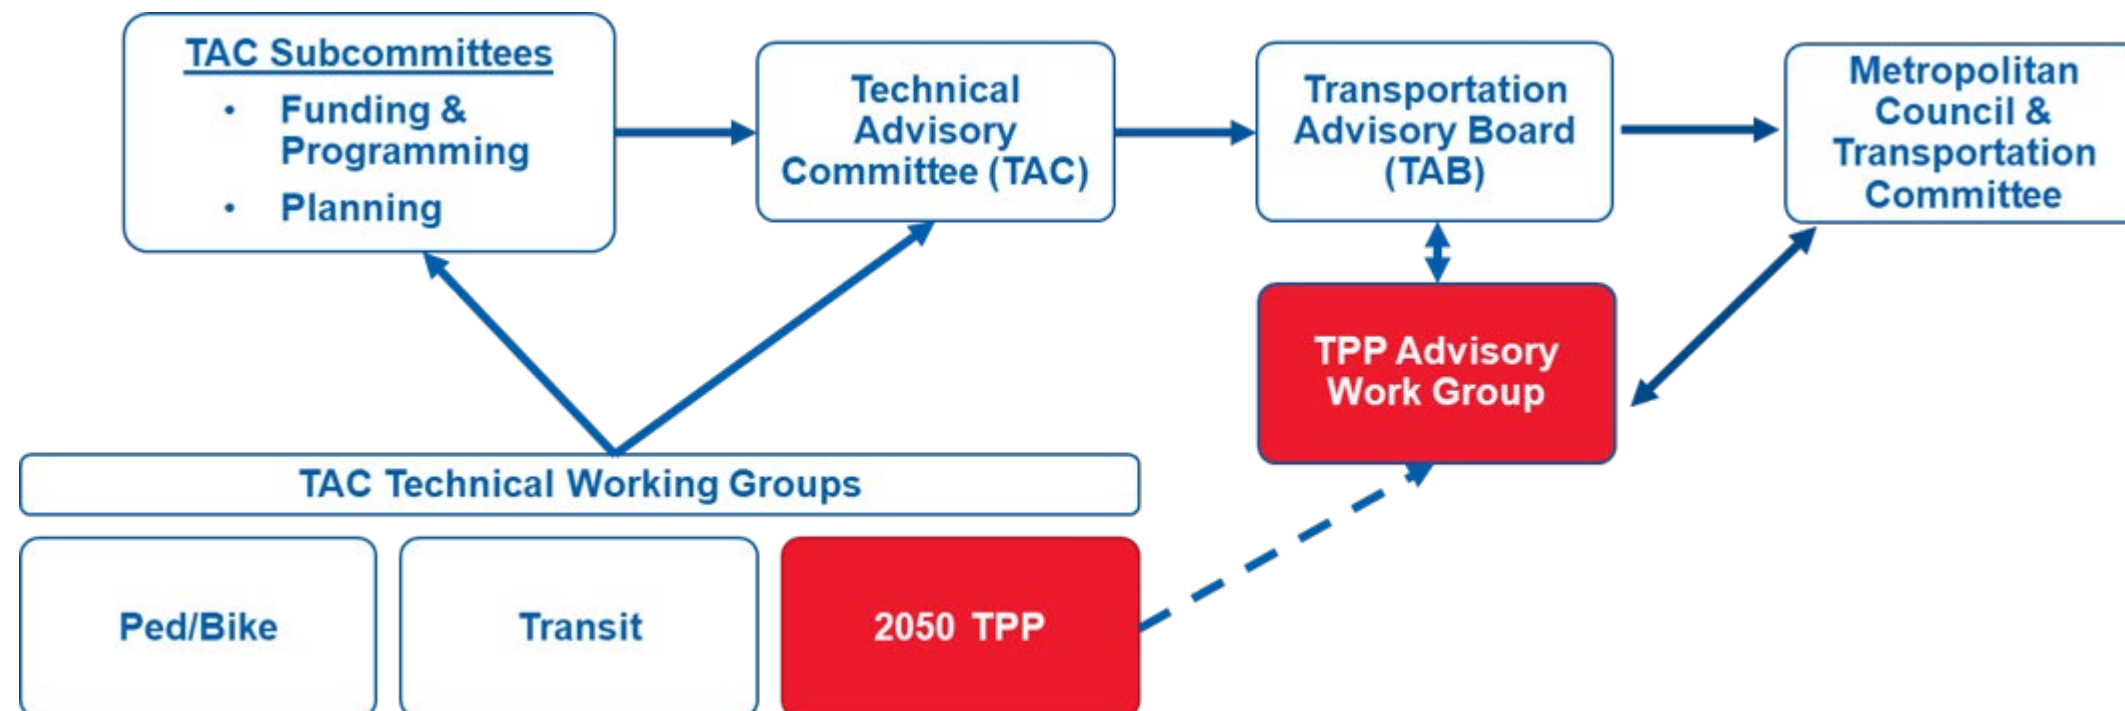 TAC Subcommittees
• Funding &
Programming
• Planning
Technical
Advisory
Committee (TAC)
Transportation
Advisory Board
(TAB)
Metropolitan
Council &
Transportation
Committee
TPP Advisory
Work Group
TAC Technical Working Groups
Ped/Bike
Transit
2050 TPP